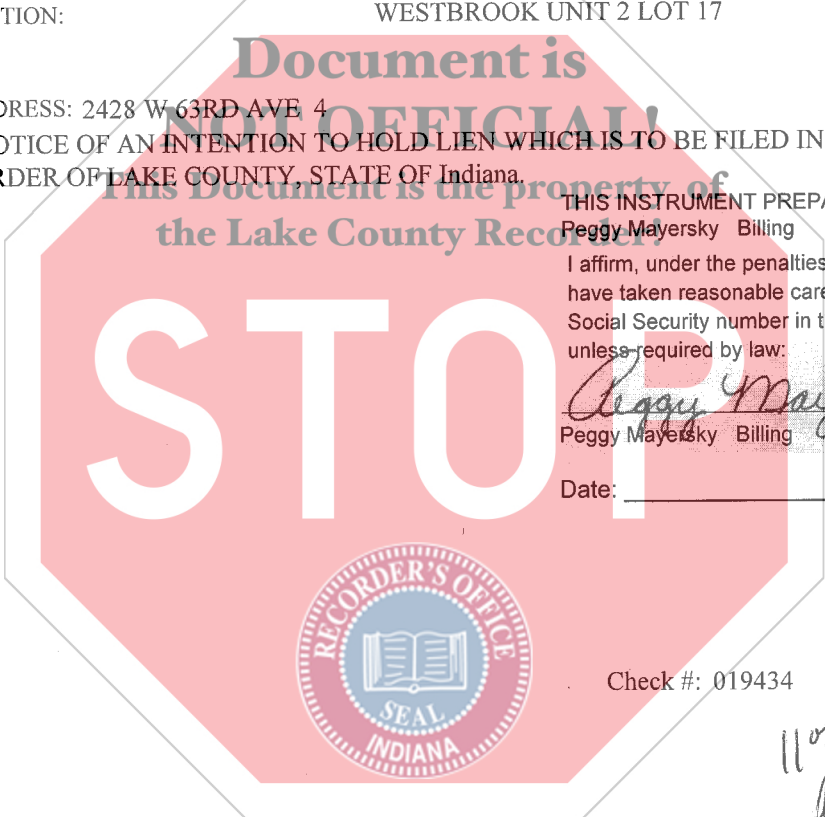 TION: WESTBROOK UNIT 2 LOT 17
Document is
DRESS: 2428 W 63RD AVE 4
NOT OFFICIAL!
OTICE OF AN INTENTION TO HOLD LIEN WHICH IS TO BE FILED IN
RDER OF LAKE COUNTY, STATE OF Indiana.
This Document is the property of
the Lake County Recorder!
THIS INSTRUMENT PREPA
Peggy Mayersky Billing
I affirm, under the penalties
have taken reasonable care
Social Security number in t
unless required by law:
Peggy May
Peggy Mayersky Billing
Date:
STOP
RECORDER'S OFFICE
SEAL
INDIANA
Check #: 019434